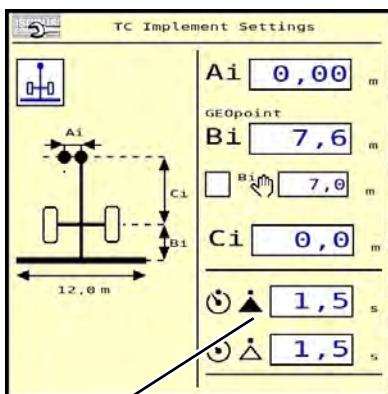 TC Implement Settings
Ai 0,00 m
GEOpoint
Bi 7,6 m
Bi 7,0 m
Ci 0,0 m
1,5 s
1,5 s
Ai
Ci
Bi
12,0 m